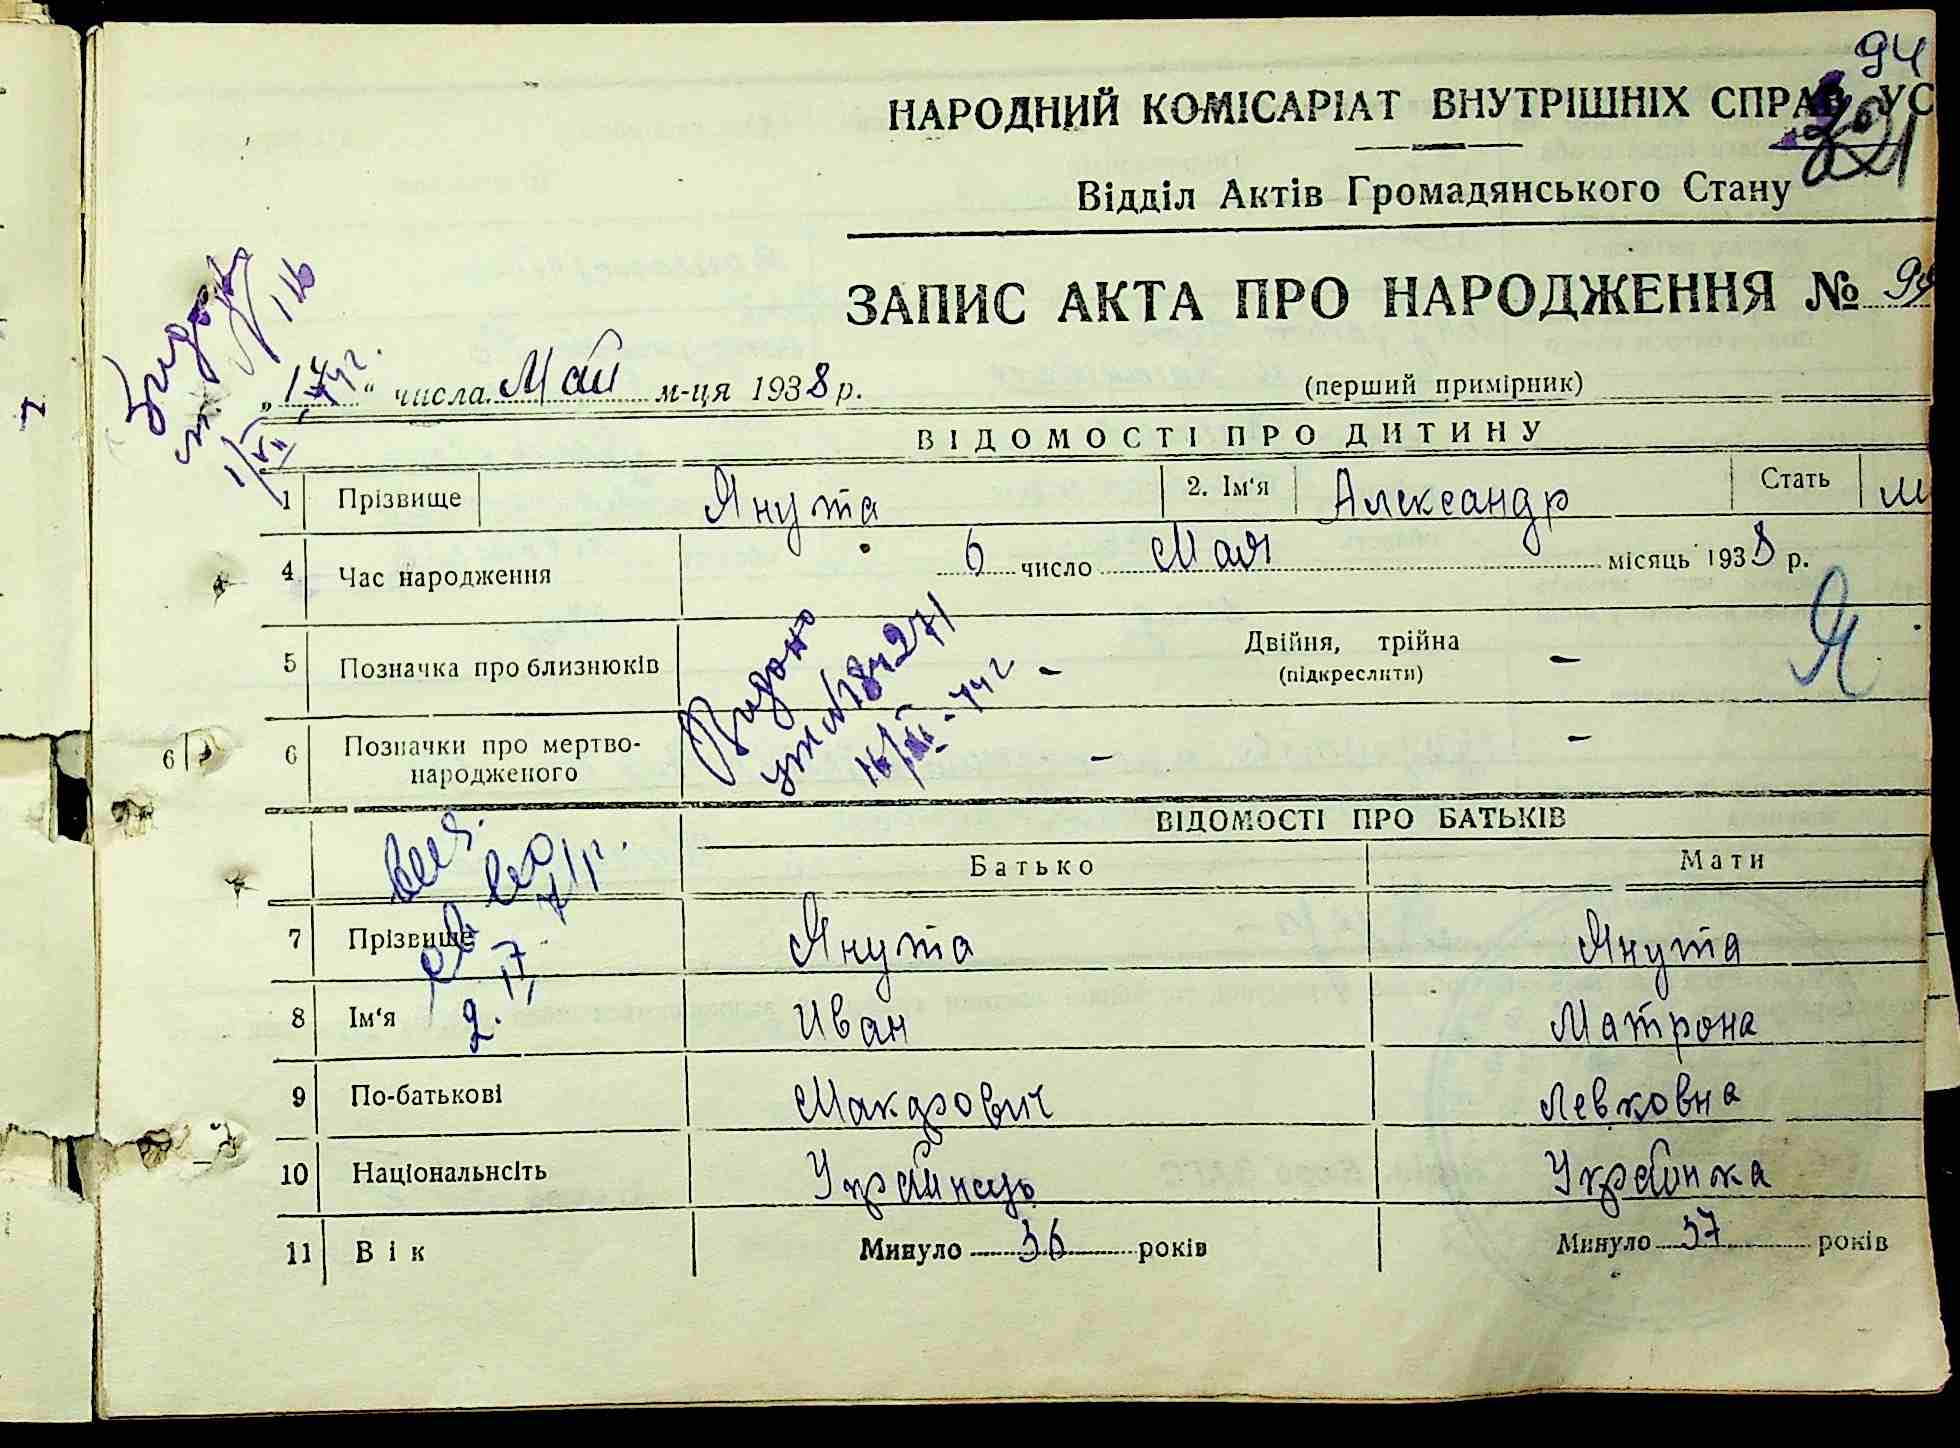 94
НАРОДНИЙ КОМІСАРІАТ ВНУТРІШНІХ СПРАВ УС
Відділ Актів Громадянського Стану
ЗАПИС АКТА ПРО НАРОДЖЕННЯ №
„ “ числа Май м-ця 1938 р.
(перший примірник)
ВІДОМОСТІ ПРО ДИТИНУ
1 Прізвище Янута 2. Ім‘я Александр Стать
4 Час народження 6 число Мая місяць 1938 р.
Я
5 Позначка про близнюків - Двійня, трійна -
(підкреслити)
Видано
6 6 Позначки про мертво-
народженого - -
ВІДОМОСТІ ПРО БАТЬКІВ
Батько Мати
7 Прізвище Янута Янута
8 Ім‘я Иван Матрона
9 По-батькові Левковна
10 Національнсіть Українець Українка
11 Вік Минуло 36 років Минуло 37 років